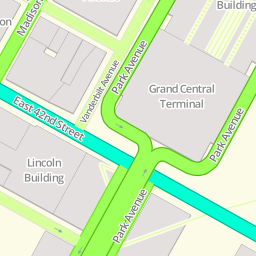 Building
Madison
Park Avenue
Vanderbilt Avenue
Grand Central
Terminal
Park Avenue
East 42nd Street
Lincoln
Building
Park Avenue